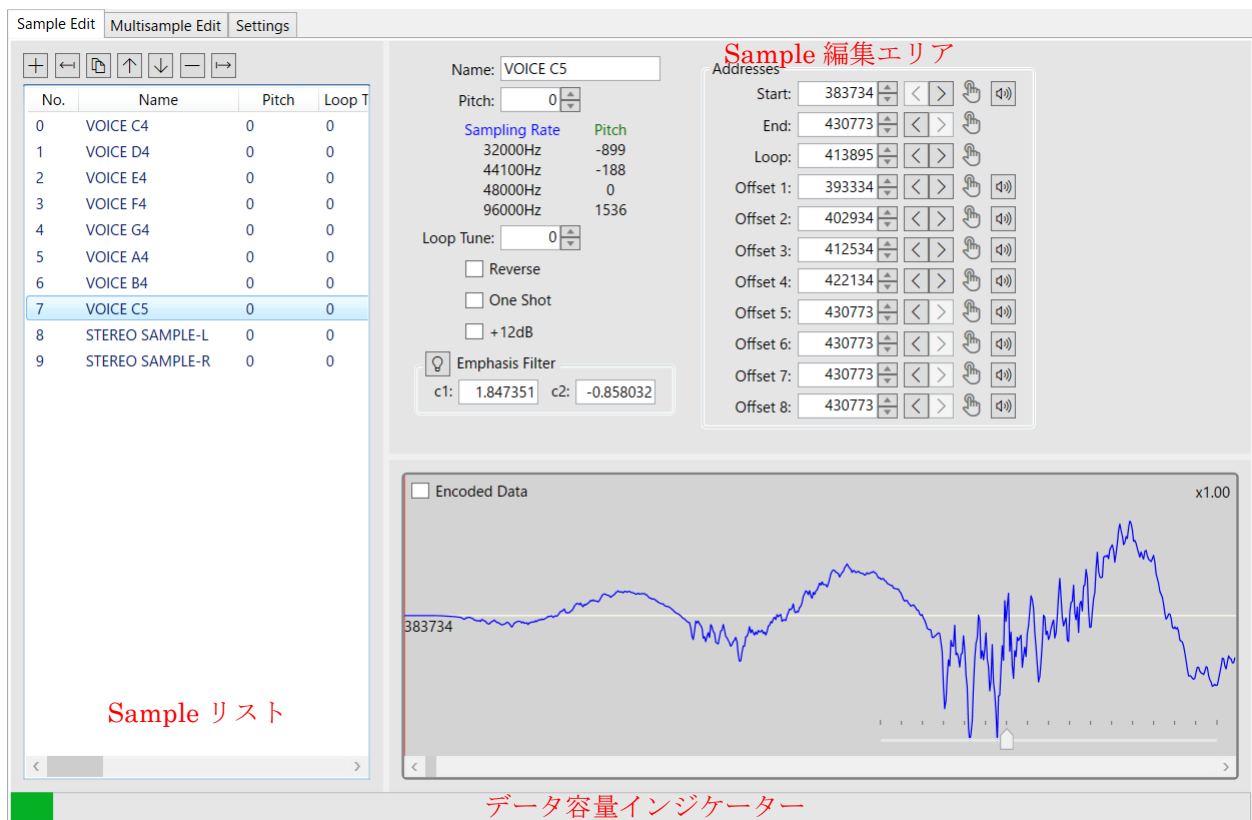 Sample Edit Multisample Edit Settings
Sample 編集エリア
No. Name Pitch Loop T
0 VOICE C4 0 0
1 VOICE D4 0 0
2 VOICE E4 0 0
3 VOICE F4 0 0
4 VOICE G4 0 0
5 VOICE A4 0 0
6 VOICE B4 0 0
7 VOICE C5 0 0
8 STEREO SAMPLE-L 0 0
9 STEREO SAMPLE-R 0 0
Sample リスト
Name: VOICE C5
Pitch: 0
Sampling Rate Pitch
32000Hz -899
44100Hz -188
48000Hz 0
96000Hz 1536
Loop Tune: 0
Reverse
One Shot
+12dB
Emphasis Filter
c1: 1.847351 c2: -0.858032
Addresses
Start: 383734
End: 430773
Loop: 413895
Offset 1: 393334
Offset 2: 402934
Offset 3: 412534
Offset 4: 422134
Offset 5: 430773
Offset 6: 430773
Offset 7: 430773
Offset 8: 430773
Encoded Data x1.00
383734
データ容量インジケーター